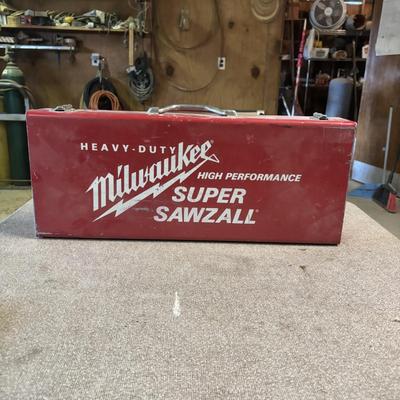 HEAVY-DUTY
Milwaukee®
HIGH PERFORMANCE
SUPER
SAWZALL®